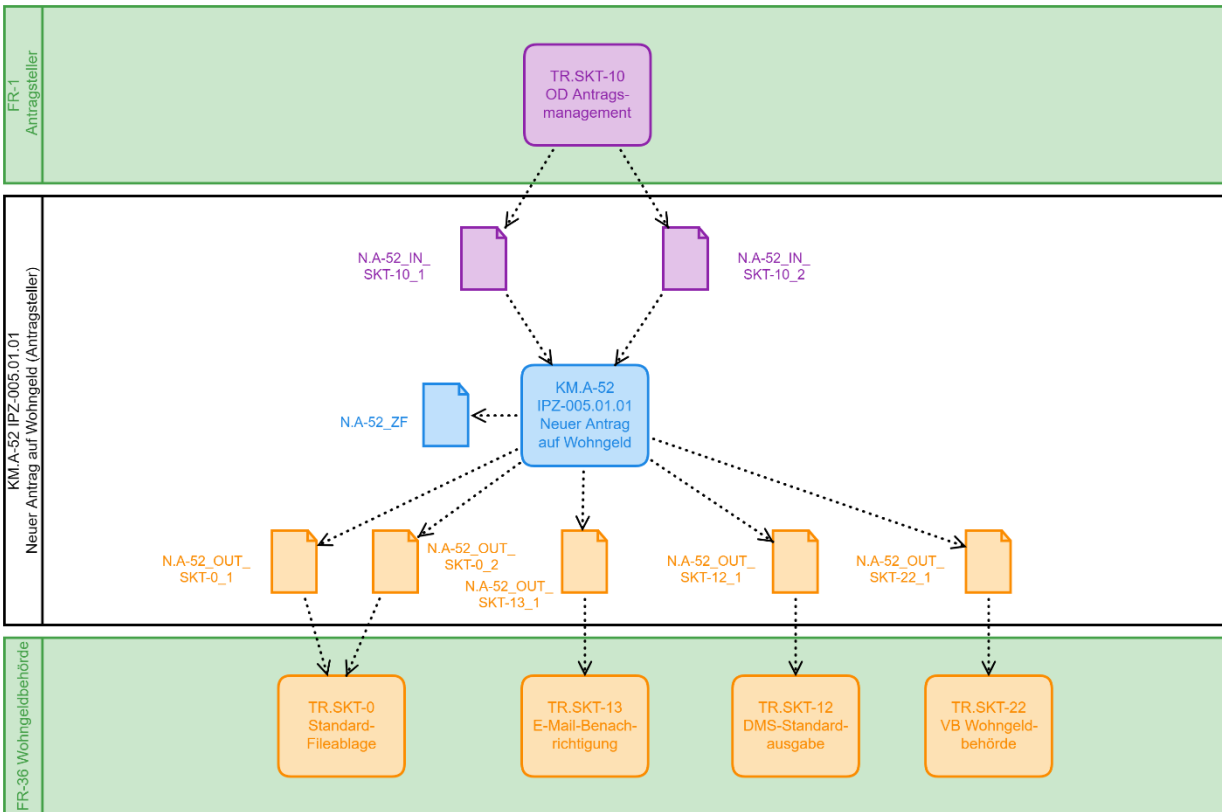 FR-1
Antragsteller
TR.SKT-10
OD Antrags-
management
KM.A-52 IPZ-005.01.01
Neuer Antrag auf Wohngeld (Antragsteller)
N.A-52_IN_
SKT-10_1
N.A-52_IN_
SKT-10_2
KM.A-52
IPZ-005.01.01
Neuer Antrag
auf Wohngeld
N.A-52_ZF
N.A-52_OUT_
SKT-0_1
N.A-52_OUT_
SKT-0_2
N.A-52_OUT_
SKT-13_1
N.A-52_OUT_
SKT-12_1
N.A-52_OUT_
SKT-22_1
FR-36 Wohngeldbehörde
TR.SKT-0
Standard-
Fileablage
TR.SKT-13
E-Mail-Benach-
richtigung
TR.SKT-12
DMS-Standard-
ausgabe
TR.SKT-22
VB Wohngeld-
behörde